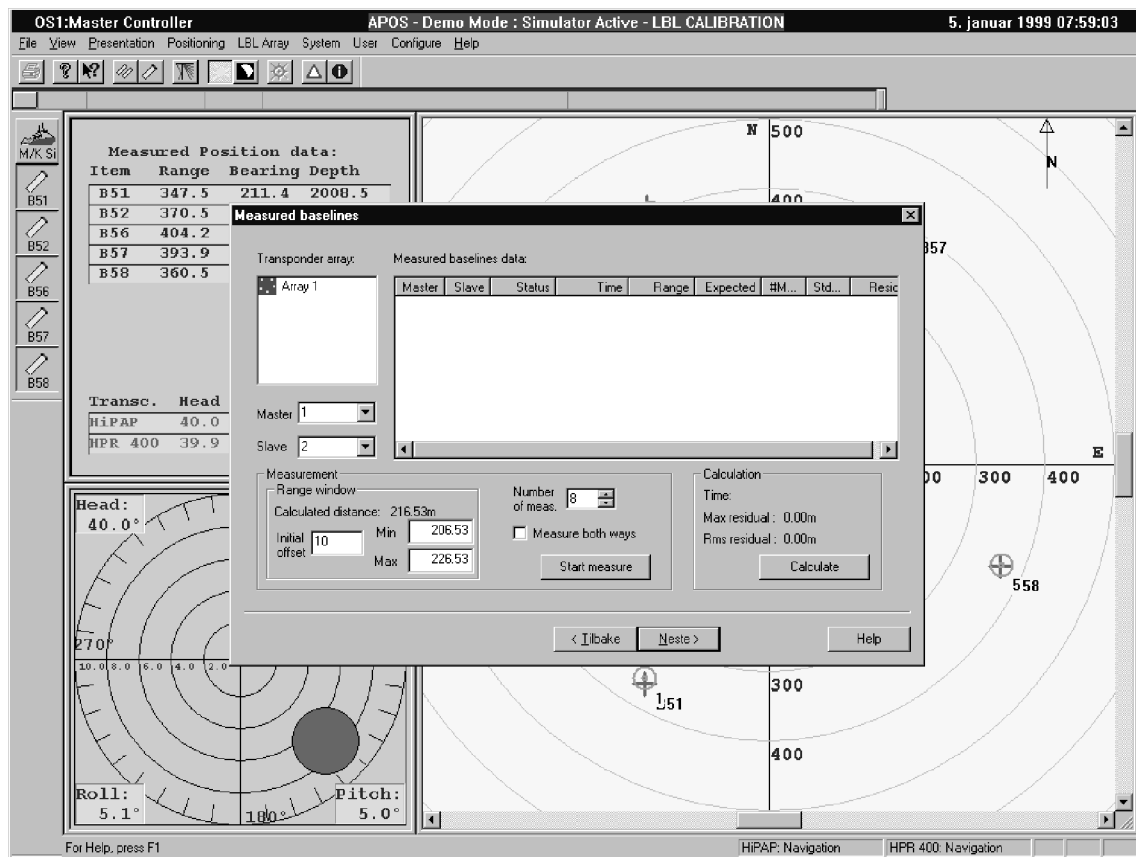 OS1:Master Controller APOS - Demo Mode : Simulator Active - LBL CALIBRATION 5. januar 1999 07:59:03
File View Presentation Positioning LBL Array System User Configure Help
M/K Si
B51
B52
B56
B57
B58
Measured Position data:
Item Range Bearing Depth
B51 347.5 211.4 2008.5
B52 370.5
B56 404.2
B57 393.9
B58 360.5
Transc. Head
HiPAP 40.0
HPR 400 39.9
Measured baselines
Transponder array:
Array 1
Measured baselines data:
Master Slave Status Time Range Expected #M... Std... Resic
Master 1
Slave 2
Measurement
Range window
Calculated distance: 216.53m
Initial offset 10
Min 206.53
Max 226.53
Number of meas. 8
Measure both ways
Start measure
Calculation
Time:
Max residual : 0.00m
Rms residual : 0.00m
Calculate
< Tilbake Neste > Help
N 500
N
400
357
E
00 300 400
558
300
151
400
Head:
40.0°
270°
10.0 8.0 6.0 4.0 2.0
Roll:
5.1°
180°
Pitch:
5.0°
For Help, press F1 HiPAP: Navigation HPR 400: Navigation